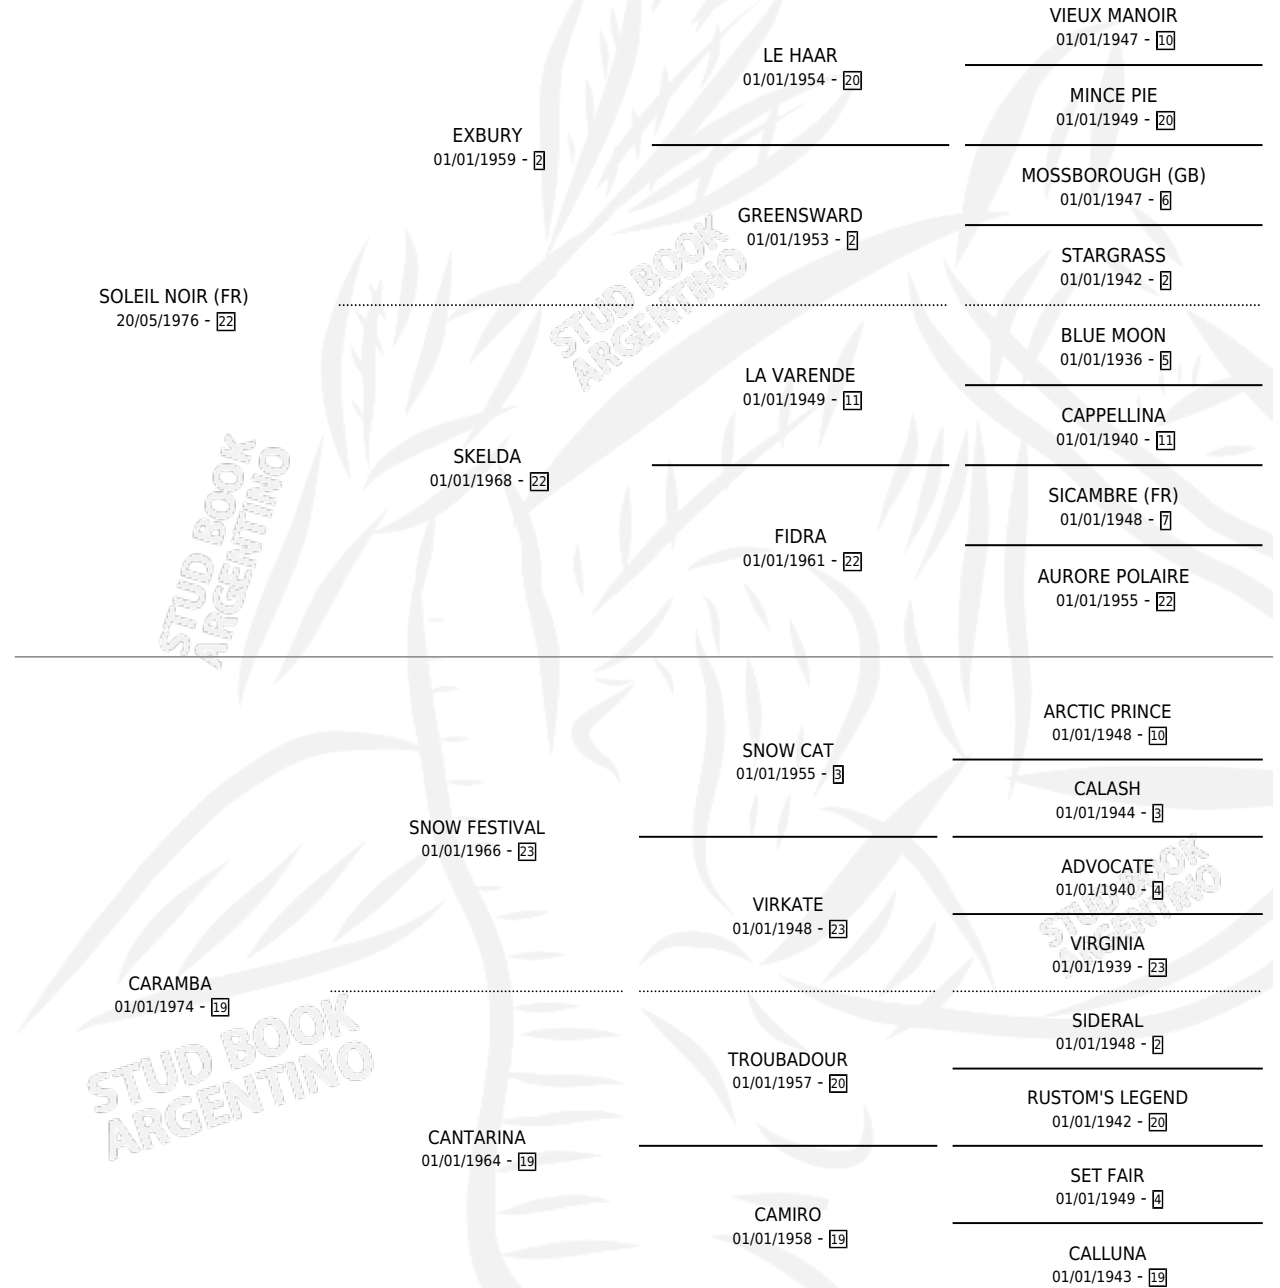 VIEUX MANOIR
01/01/1947 - 10
LE HAAR
01/01/1954 - 20
MINCE PIE
01/01/1949 - 20
EXBURY
01/01/1959 - 2
MOSSBOROUGH (GB)
01/01/1947 - 6
GREENSWARD
01/01/1953 - 2
STARGRASS
01/01/1942 - 2
SOLEIL NOIR (FR)
20/05/1976 - 22
STUD BOOK
ARGENTINO
BLUE MOON
01/01/1936 - 5
LA VARENDE
01/01/1949 - 11
CAPPELLINA
01/01/1940 - 11
SKELDA
01/01/1968 - 22
SICAMBRE (FR)
01/01/1948 - 7
FIDRA
01/01/1961 - 22
AURORE POLAIRE
01/01/1955 - 22
STUD BOOK
ARGENTINO
ARCTIC PRINCE
01/01/1948 - 10
SNOW CAT
01/01/1955 - 3
CALASH
01/01/1944 - 3
SNOW FESTIVAL
01/01/1966 - 23
ADVOCATE
01/01/1940 - 4
VIRKATE
01/01/1948 - 23
STUD BOOK
ARGENTINO
VIRGINIA
01/01/1939 - 23
CARAMBA
01/01/1974 - 19
SIDERAL
01/01/1948 - 2
TROUBADOUR
01/01/1957 - 20
RUSTOM'S LEGEND
01/01/1942 - 20
STUD BOOK
ARGENTINO
CANTARINA
01/01/1964 - 19
SET FAIR
01/01/1949 - 4
CAMIRO
01/01/1958 - 19
CALLUNA
01/01/1943 - 19